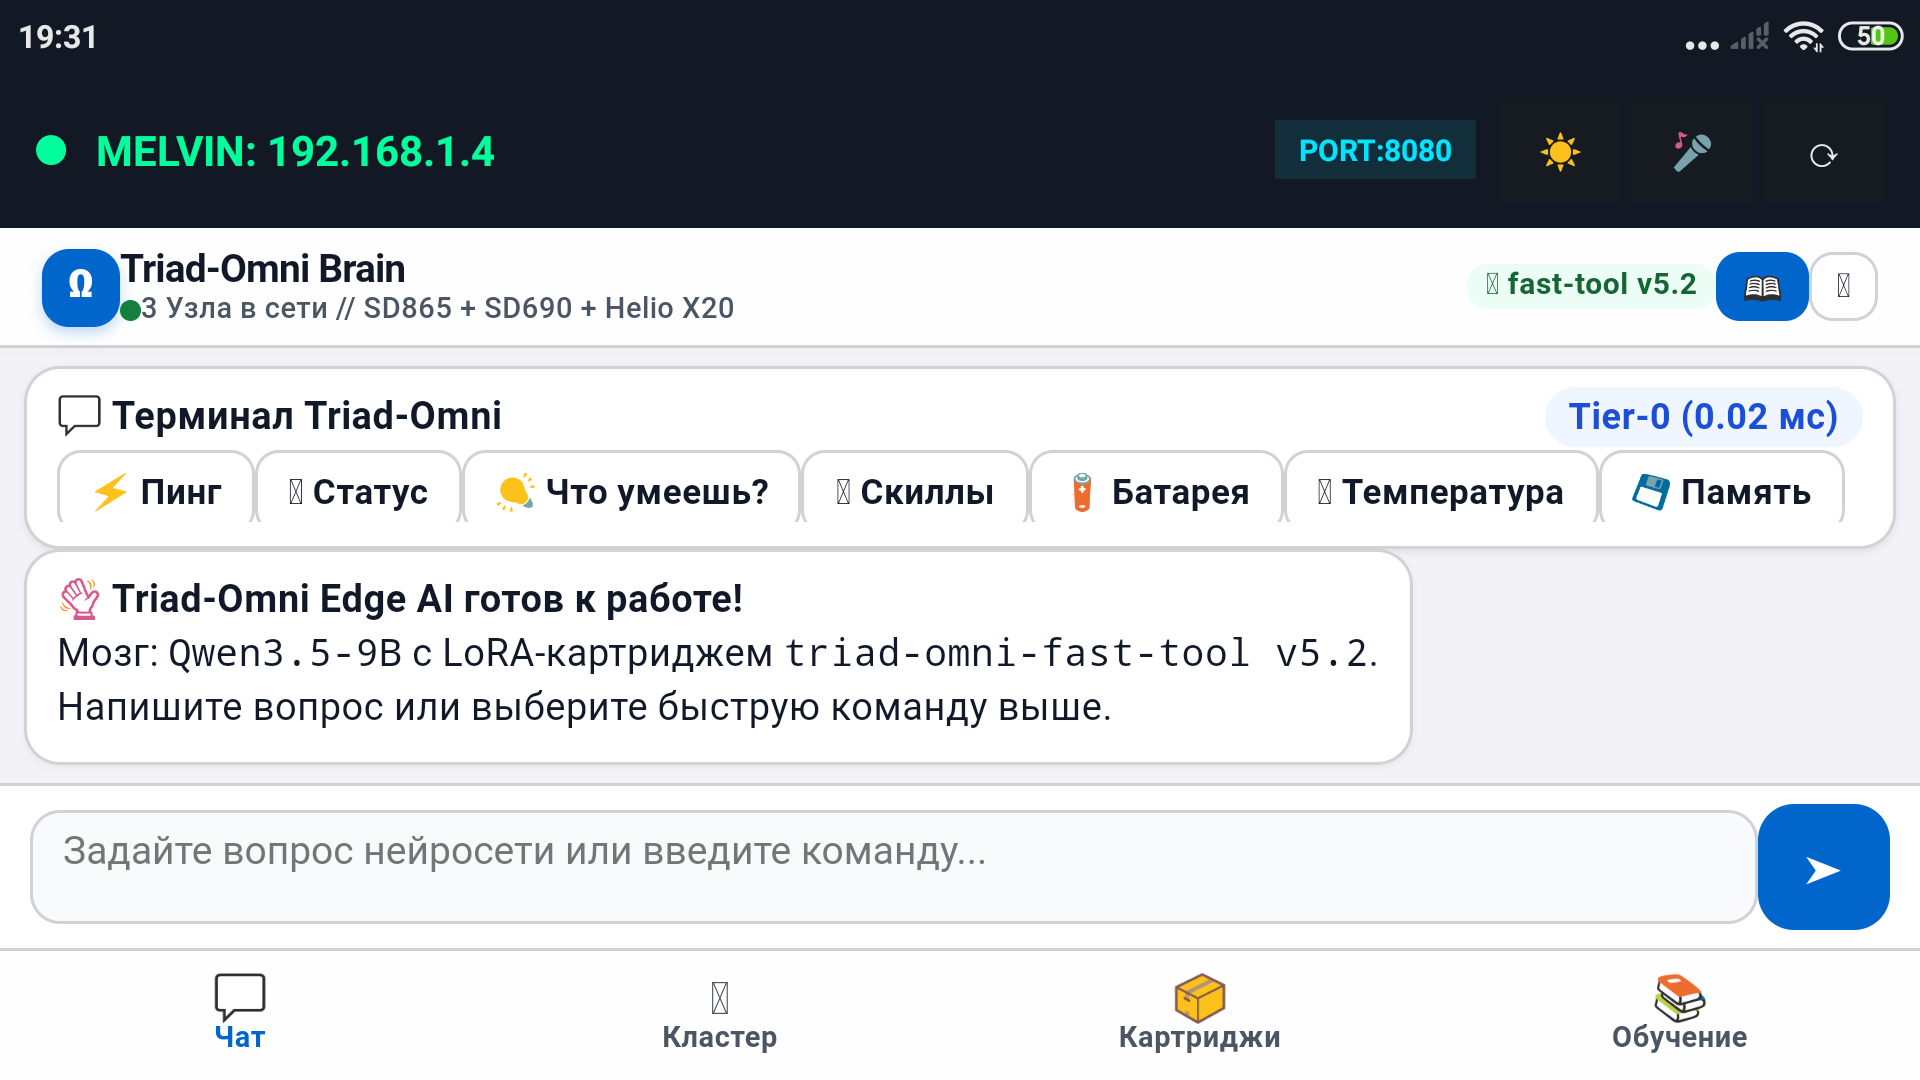 19:31
50
MELVIN: 192.168.1.4
PORT:8080
Ω
Triad-Omni Brain
3 Узла в сети // SD865 + SD690 + Helio X20
fast-tool v5.2
Терминал Triad-Omni
Tier-0 (0.02 мс)
Пинг
Статус
Что умеешь?
Скиллы
Батарея
Температура
Память
Triad-Omni Edge AI готов к работе!
Мозг: Qwen3.5-9B с LoRA-картриджем triad-omni-fast-tool v5.2.
Напишите вопрос или выберите быструю команду выше.
Задайте вопрос нейросети или введите команду...
Чат
Кластер
Картриджи
Обучение